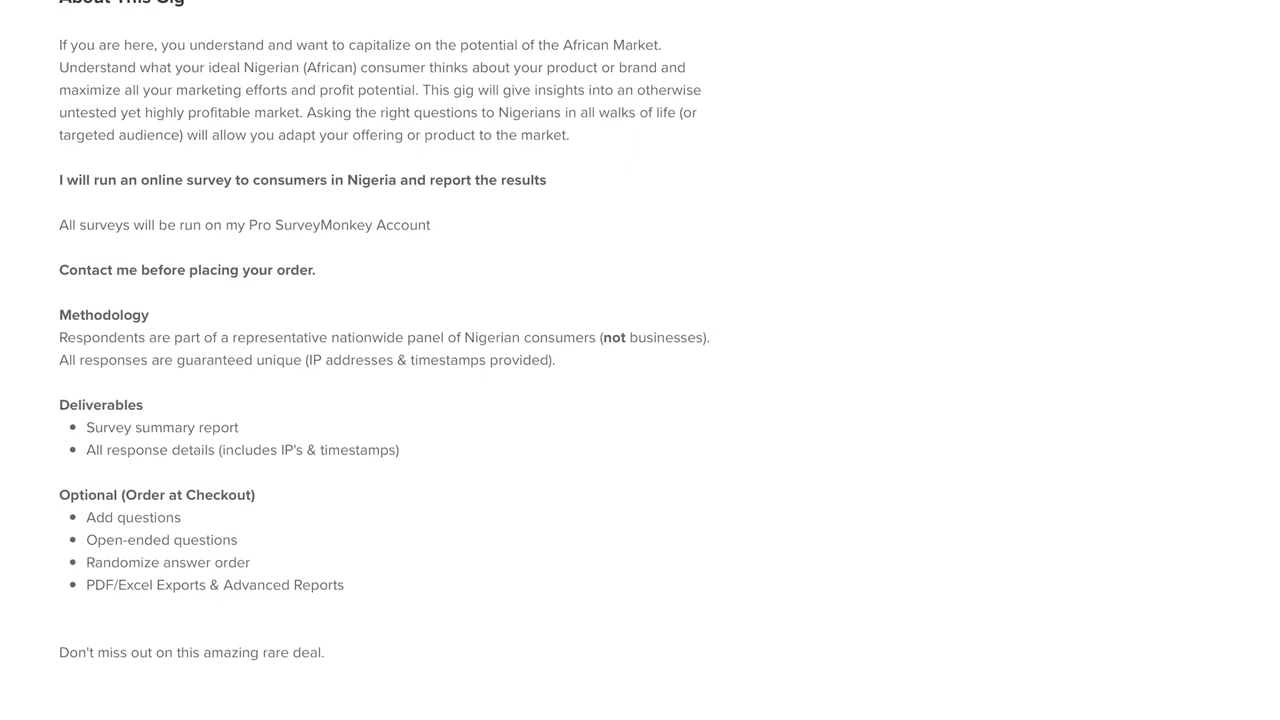 About This Gig
If you are here, you understand and want to capitalize on the potential of the African Market.
Understand what your ideal Nigerian (African) consumer thinks about your product or brand and
maximize all your marketing efforts and profit potential. This gig will give insights into an otherwise
untested yet highly profitable market. Asking the right questions to Nigerians in all walks of life (or
targeted audience) will allow you adapt your offering or product to the market.
I will run an online survey to consumers in Nigeria and report the results
All surveys will be run on my Pro SurveyMonkey Account
Contact me before placing your order.
Methodology
Respondents are part of a representative nationwide panel of Nigerian consumers (not businesses).
All responses are guaranteed unique (IP addresses & timestamps provided).
Deliverables
• Survey summary report
• All response details (includes IP's & timestamps)
Optional (Order at Checkout)
• Add questions
• Open-ended questions
• Randomize answer order
• PDF/Excel Exports & Advanced Reports
Don't miss out on this amazing rare deal.